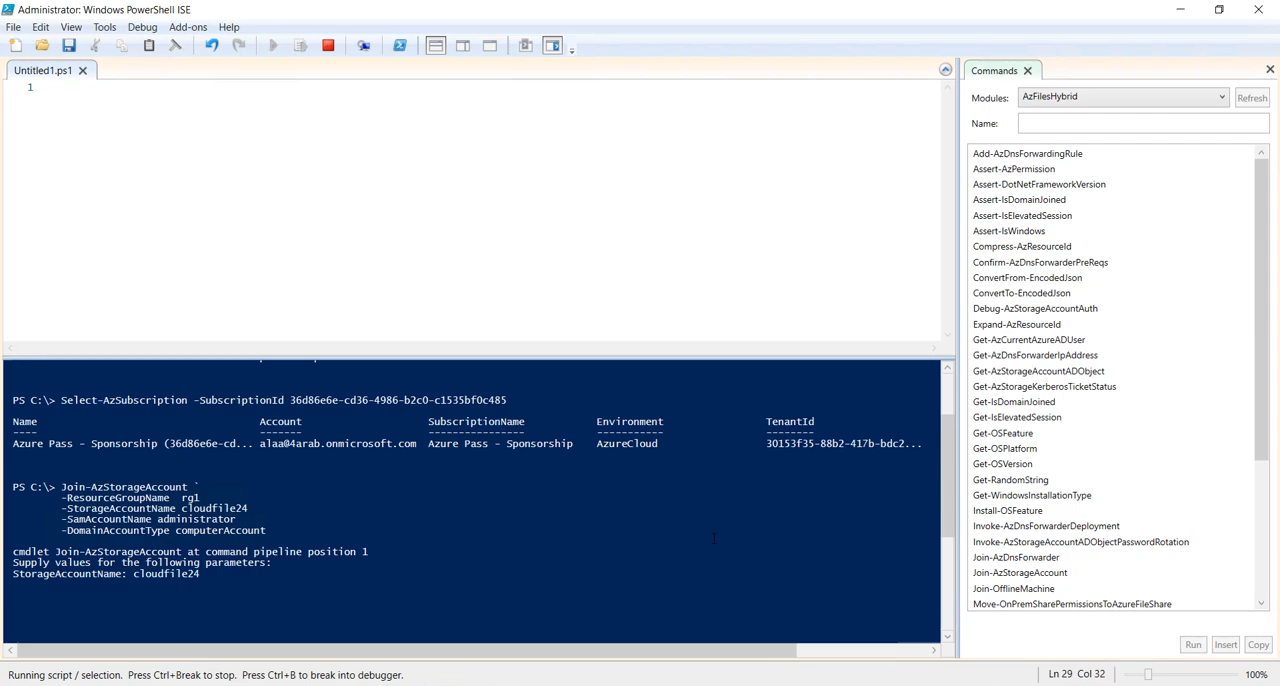 Administrator: Windows PowerShell ISE
File Edit View Tools Debug Add-ons Help
Untitled1.ps1
1
PS C:\> Select-AzSubscription -SubscriptionId 36d86e6e-cd36-4986-b2c0-c1535bf0c485
Name Account SubscriptionName Environment TenantId
---- ------- ---------------- ----------- --------
Azure Pass - Sponsorship (36d86e6e-cd... alaa@4arab.onmicrosoft.com Azure Pass - Sponsorship AzureCloud 30153f35-88b2-417b-bdc2...
PS C:\> Join-AzStorageAccount `
-ResourceGroupName rg1
-StorageAccountName cloudfile24
-SamAccountName administrator
-DomainAccountType computerAccount
cmdlet Join-AzStorageAccount at command pipeline position 1
Supply values for the following parameters:
StorageAccountName: cloudfile24
Commands
Modules: AzFilesHybrid Refresh
Name:
Add-AzDnsForwardingRule
Assert-AzPermission
Assert-DotNetFrameworkVersion
Assert-IsDomainJoined
Assert-IsElevatedSession
Assert-IsWindows
Compress-AzResourceId
Confirm-AzDnsForwarderPreReqs
ConvertFrom-EncodedJson
ConvertTo-EncodedJson
Debug-AzStorageAccountAuth
Expand-AzResourceId
Get-AzCurrentAzureADUser
Get-AzDnsForwarderIpAddress
Get-AzStorageAccountADObject
Get-AzStorageKerberosTicketStatus
Get-IsDomainJoined
Get-IsElevatedSession
Get-OSFeature
Get-OSPlatform
Get-OSVersion
Get-RandomString
Get-WindowsInstallationType
Install-OSFeature
Invoke-AzDnsForwarderDeployment
Invoke-AzStorageAccountADObjectPasswordRotation
Join-AzDnsForwarder
Join-AzStorageAccount
Join-OfflineMachine
Move-OnPremSharePermissionsToAzureFileShare
Run Insert Copy
Running script / selection. Press Ctrl+Break to stop. Press Ctrl+B to break into debugger.
Ln 29 Col 32 100%